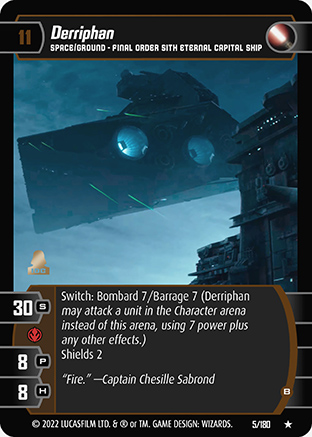 11
Derriphan
SPACE/GROUND - FINAL ORDER SITH ETERNAL CAPITAL SHIP
30 S
Switch: Bombard 7/Barrage 7 (Derriphan
may attack a unit in the Character arena
instead of this arena, using 7 power plus
any other effects.)
Shields 2
8 P
“Fire.” —Captain Chesille Sabrond
8 H
B
© 2022 LUCASFILM LTD. & ® or TM. GAME DESIGN: WIZARDS.
5/180